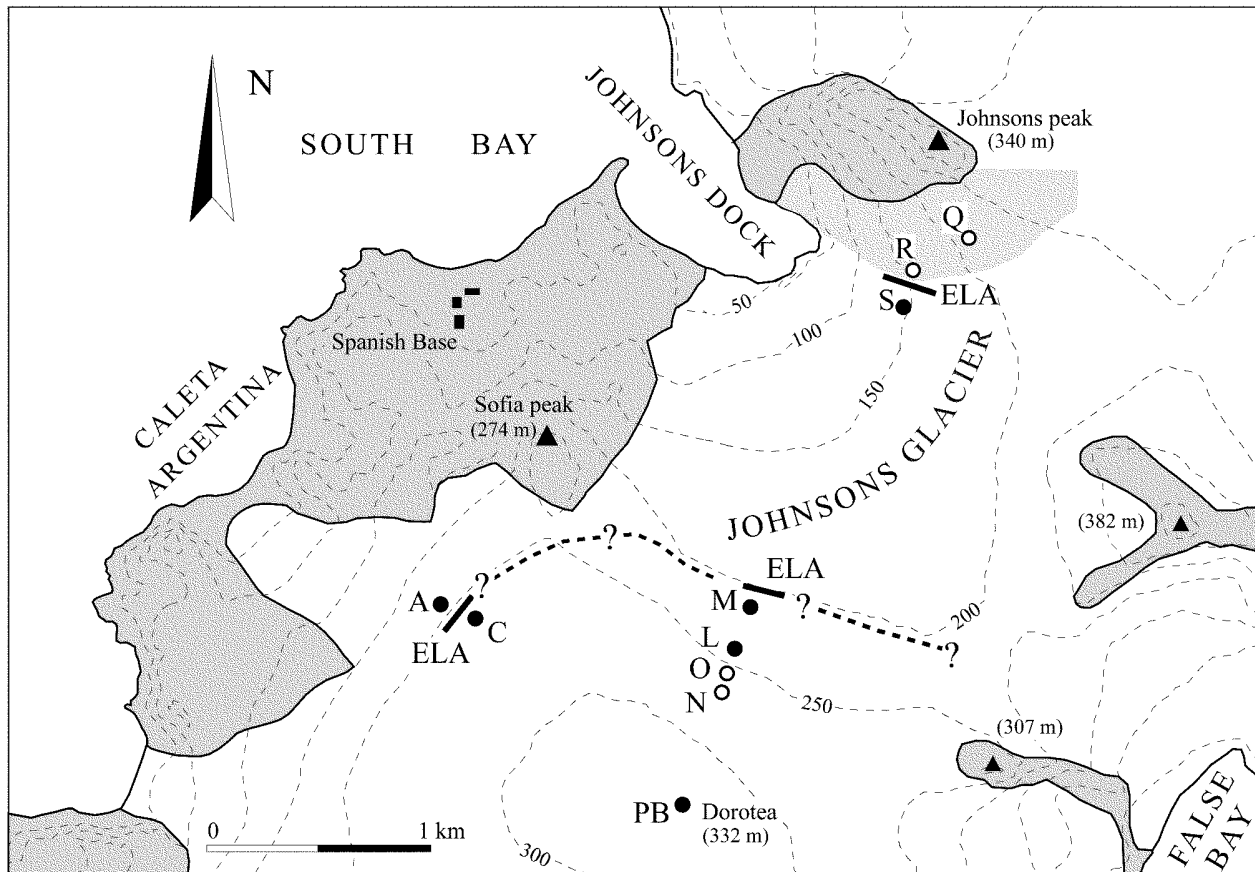 N
SOUTH BAY
JOHNSONS DOCK
Johnsons peak
(340 m)
Q
R
ELA
S
50
100
150
Spanish Base
CALETA
ARGENTINA
Sofia peak
(274 m)
JOHNSONS GLACIER
(382 m)
?
?
ELA
A
C
ELA
M
?
200
?
L
O
N
250
(307 m)
PB
Dorotea
(332 m)
0 1 km
300
FALSE
BAY